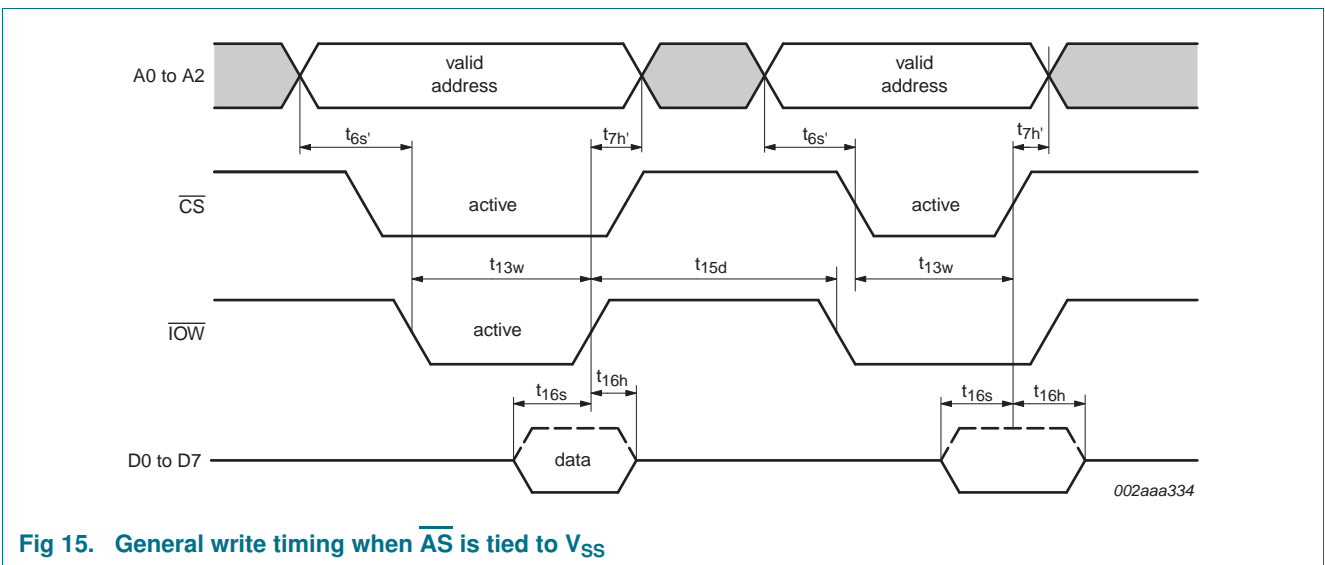 A0 to A2
valid
address
valid
address
t6s'
t7h'
t6s'
t7h'
CS
active
active
t13w
t15d
t13w
IOW
active
t16s
t16h
t16s
t16h
D0 to D7
data
002aaa334
Fig 15. General write timing when AS is tied to VSS